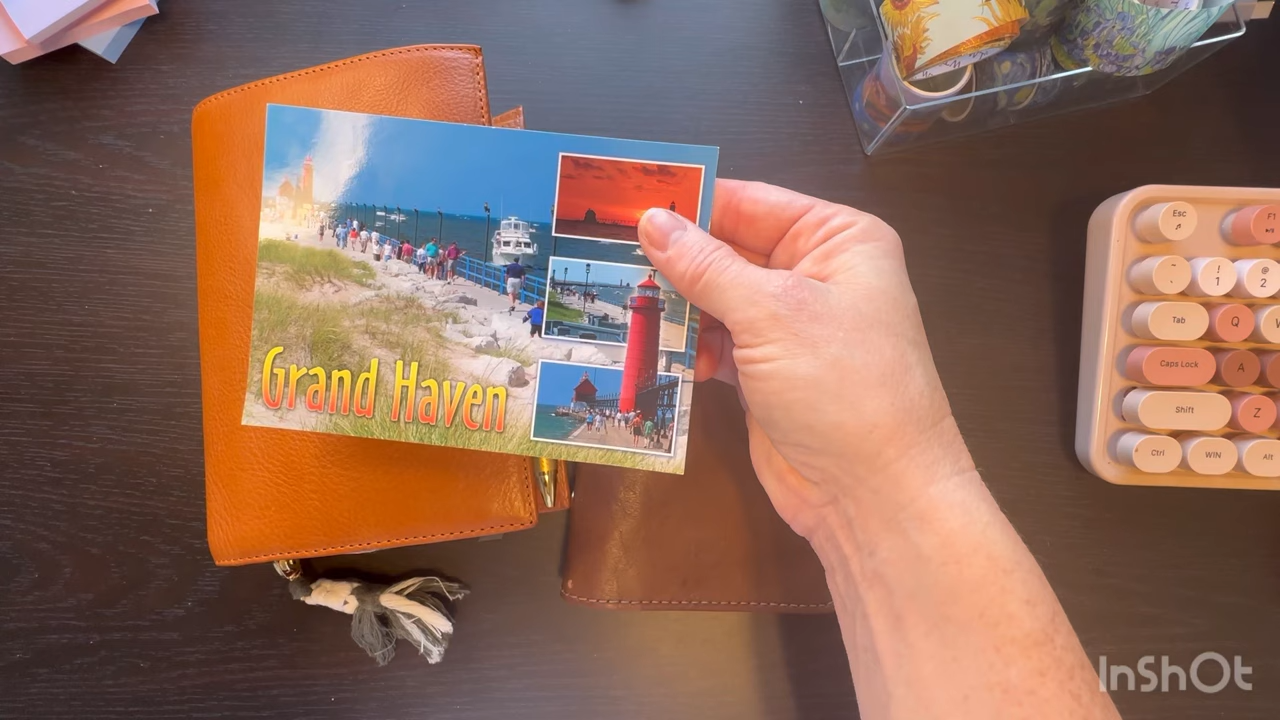 Grand Haven
Esc
F1
~
!
1
@
2
Tab
Q
Caps Lock
A
Shift
Z
Ctrl
WIN
Alt
InShOt